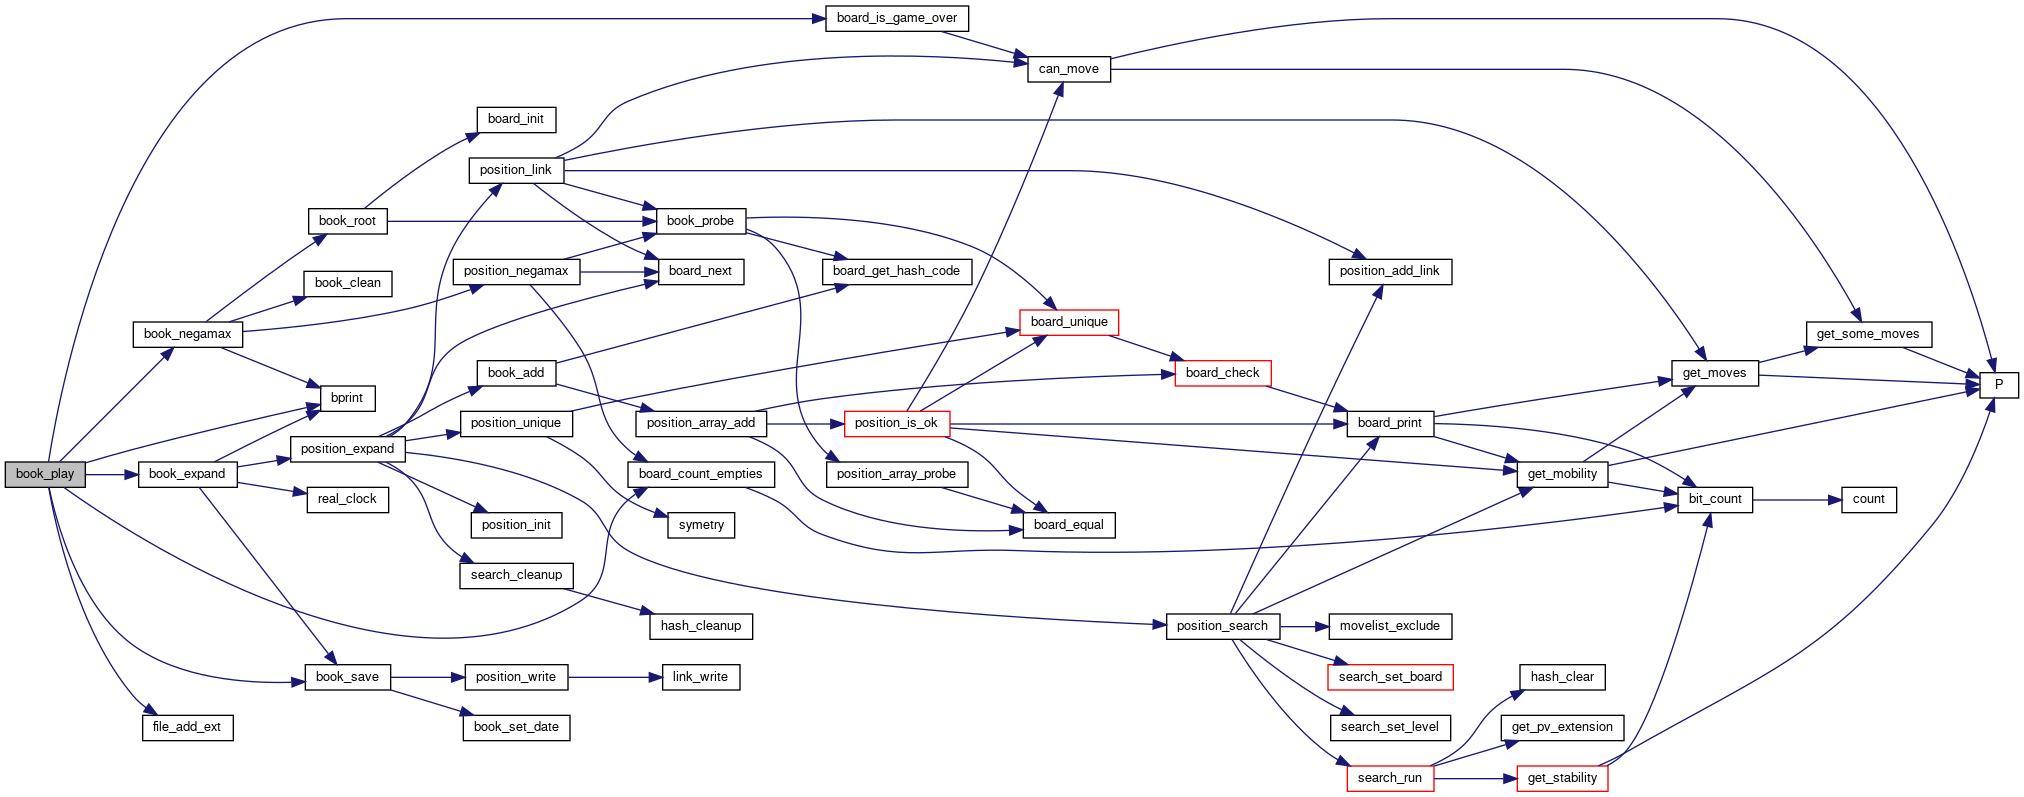 board_is_game_over
can_move
board_init
position_link
book_root
book_probe
book_clean
position_negamax
board_next
board_get_hash_code
position_add_link
book_negamax
board_unique
get_some_moves
bprint
book_add
board_check
get_moves
P
position_expand
position_unique
position_array_add
position_is_ok
board_print
book_play
book_expand
board_count_empties
position_array_probe
get_mobility
real_clock
position_init
symetry
board_equal
bit_count
count
search_cleanup
hash_cleanup
position_search
movelist_exclude
book_save
position_write
link_write
search_set_board
hash_clear
file_add_ext
book_set_date
search_set_level
get_pv_extension
search_run
get_stability